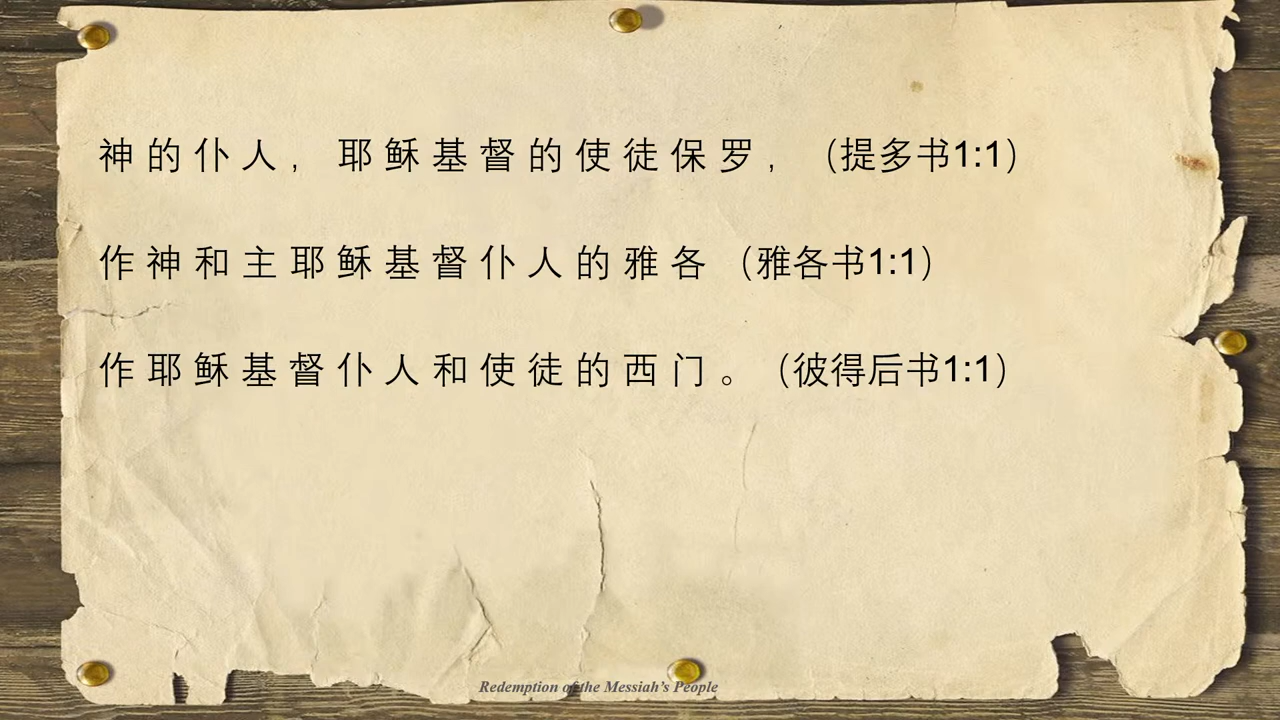 神的仆人，耶稣基督的使徒保罗，（提多书1:1）
作神和主耶稣基督仆人的雅各（雅各书1:1）
作耶稣基督仆人和使徒的西门。（彼得后书1:1）
Redemption of the Messiah's People